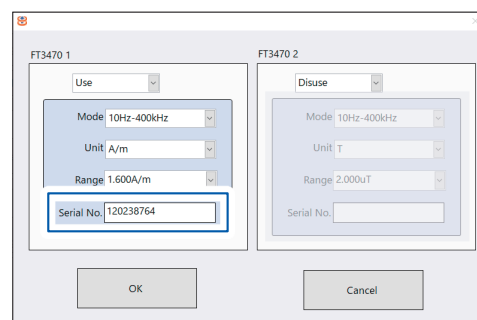 FT3470 1
Use
Mode 10Hz-400kHz
Unit A/m
Range 1.600A/m
Serial No. 120238764
FT3470 2
Disuse
Mode 10Hz-400kHz
Unit T
Range 2.000uT
Serial No.
OK
Cancel